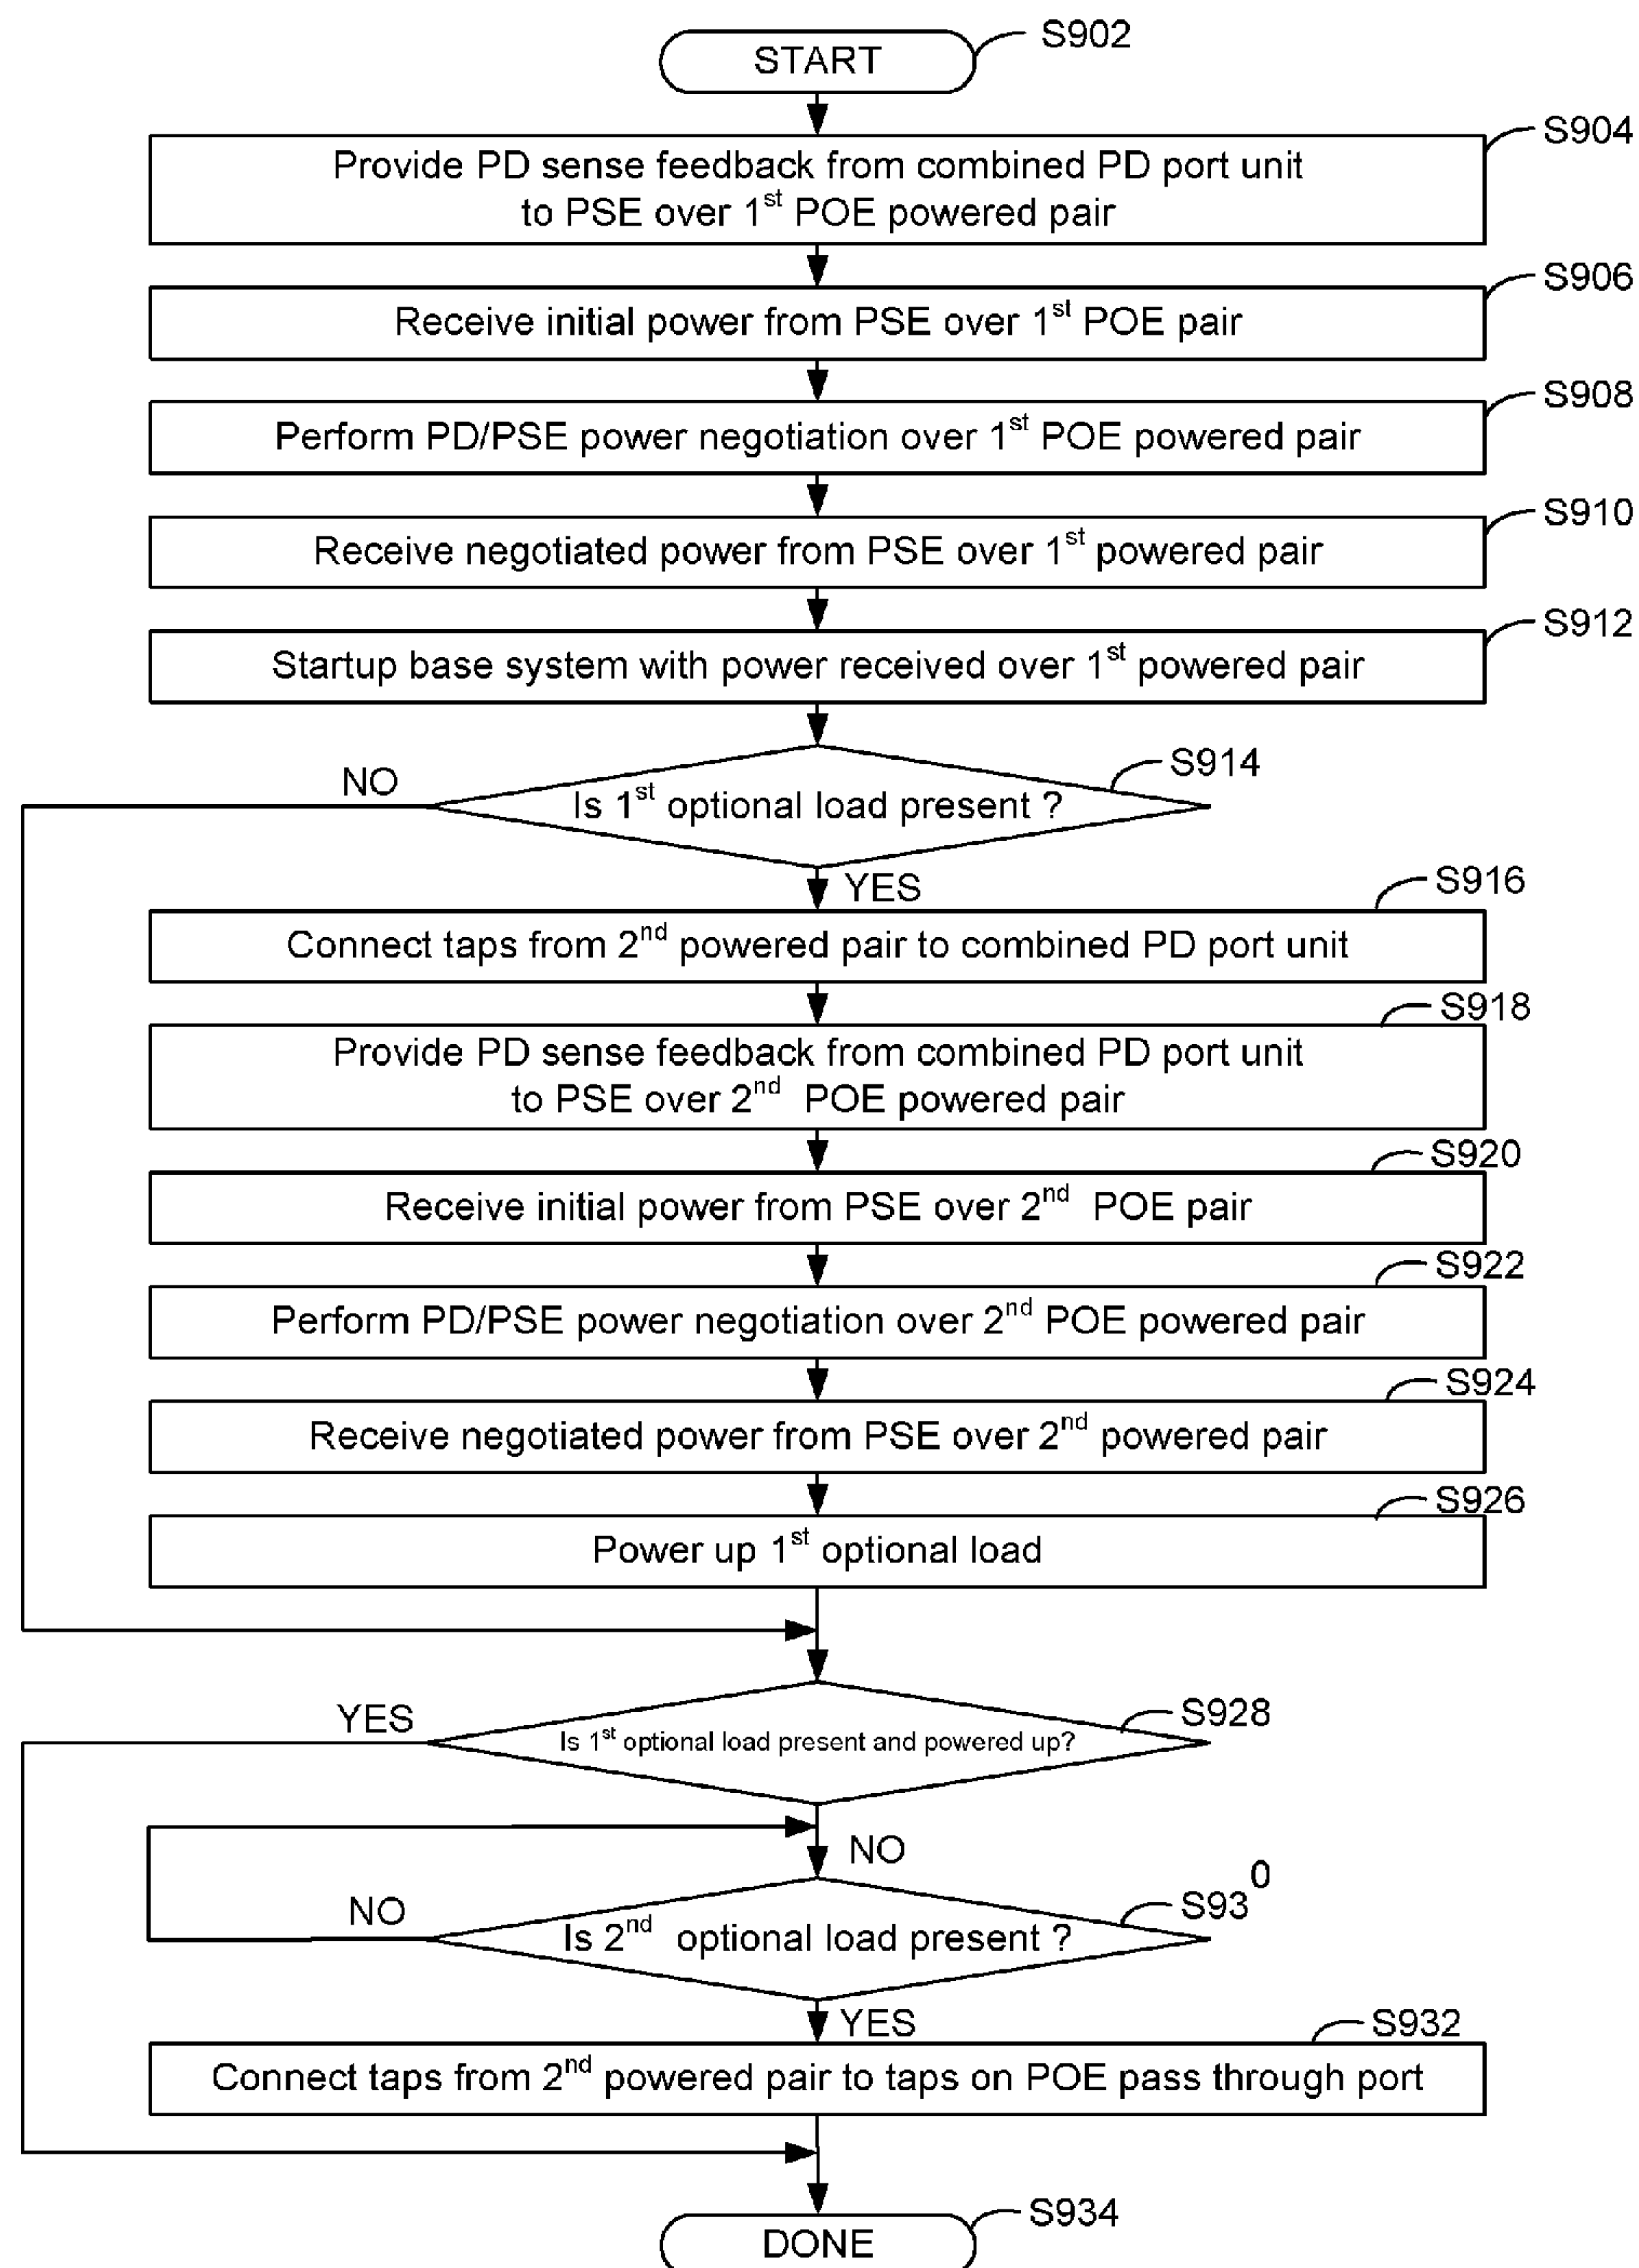 START
S902
S904
Provide PD sense feedback from combined PD port unit
to PSE over 1st POE powered pair
S906
Receive initial power from PSE over 1st POE pair
S908
Perform PD/PSE power negotiation over 1st POE powered pair
S910
Receive negotiated power from PSE over 1st powered pair
S912
Startup base system with power received over 1st powered pair
S914
NO
Is 1st optional load present ?
YES
S916
Connect taps from 2nd powered pair to combined PD port unit
S918
Provide PD sense feedback from combined PD port unit
to PSE over 2nd POE powered pair
S920
Receive initial power from PSE over 2nd POE pair
S922
Perform PD/PSE power negotiation over 2nd POE powered pair
S924
Receive negotiated power from PSE over 2nd powered pair
S926
Power up 1st optional load
YES
S928
Is 1st optional load present and powered up?
NO
S930
NO
Is 2nd optional load present ?
YES
S932
Connect taps from 2nd powered pair to taps on POE pass through port
S934
DONE